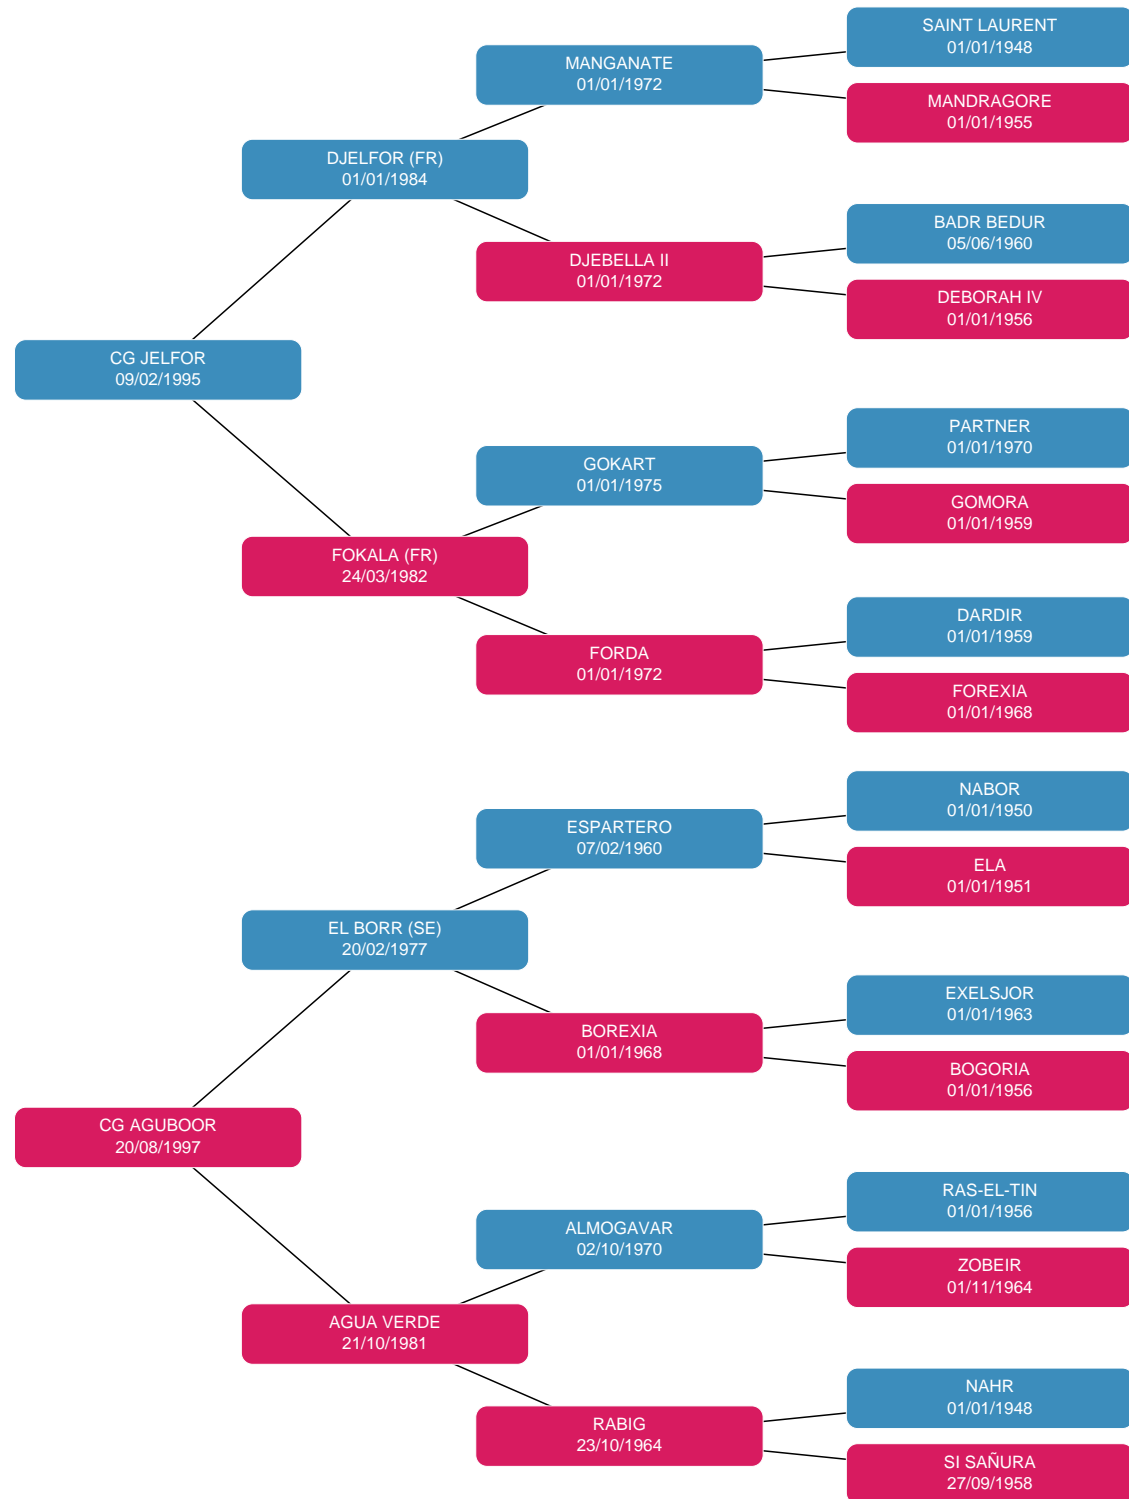 SAINT LAURENT
01/01/1948
MANGANATE
01/01/1972
MANDRAGORE
01/01/1955
DJELFOR (FR)
01/01/1984
BADR BEDUR
05/06/1960
DJEBELLA II
01/01/1972
DEBORAH IV
01/01/1956
CG JELFOR
09/02/1995
PARTNER
01/01/1970
GOKART
01/01/1975
GOMORA
01/01/1959
FOKALA (FR)
24/03/1982
DARDIR
01/01/1959
FORDA
01/01/1972
FOREXIA
01/01/1968
NABOR
01/01/1950
ESPARTERO
07/02/1960
ELA
01/01/1951
EL BORR (SE)
20/02/1977
EXELSJOR
01/01/1963
BOREXIA
01/01/1968
BOGORIA
01/01/1956
CG AGUBOOR
20/08/1997
RAS-EL-TIN
01/01/1956
ALMOGAVAR
02/10/1970
ZOBEIR
01/11/1964
AGUA VERDE
21/10/1981
NAHR
01/01/1948
RABIG
23/10/1964
SI SAÑURA
27/09/1958